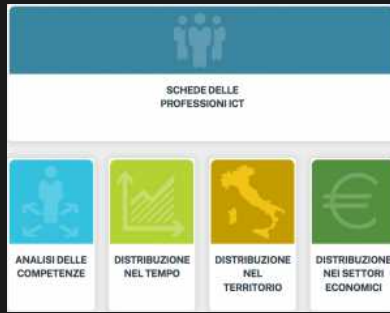 SCHEDE DELLE
PROFESSIONI ICT
ANALISI DELLE
COMPETENZE
DISTRIBUZIONE
NEL TEMPO
DISTRIBUZIONE
NEL
TERRITORIO
DISTRIBUZIONE
NEI SETTORI
ECONOMICI